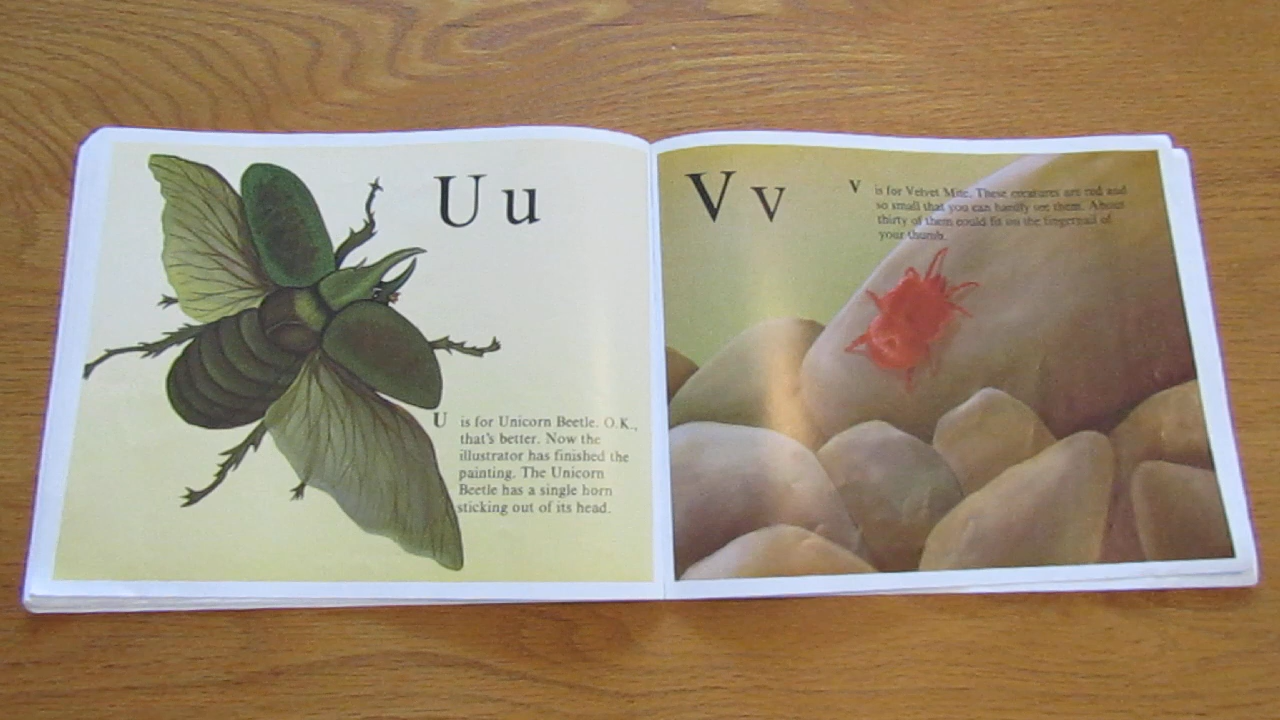 U u
U is for Unicorn Beetle. O.K.,
that's better. Now the
illustrator has finished the
painting. The Unicorn
Beetle has a single horn
sticking out of its head.
V v
V is for Velvet Mite. These creatures are red and
so small that you can hardly see them. About
thirty of them could fit on the fingernail of
your thumb.